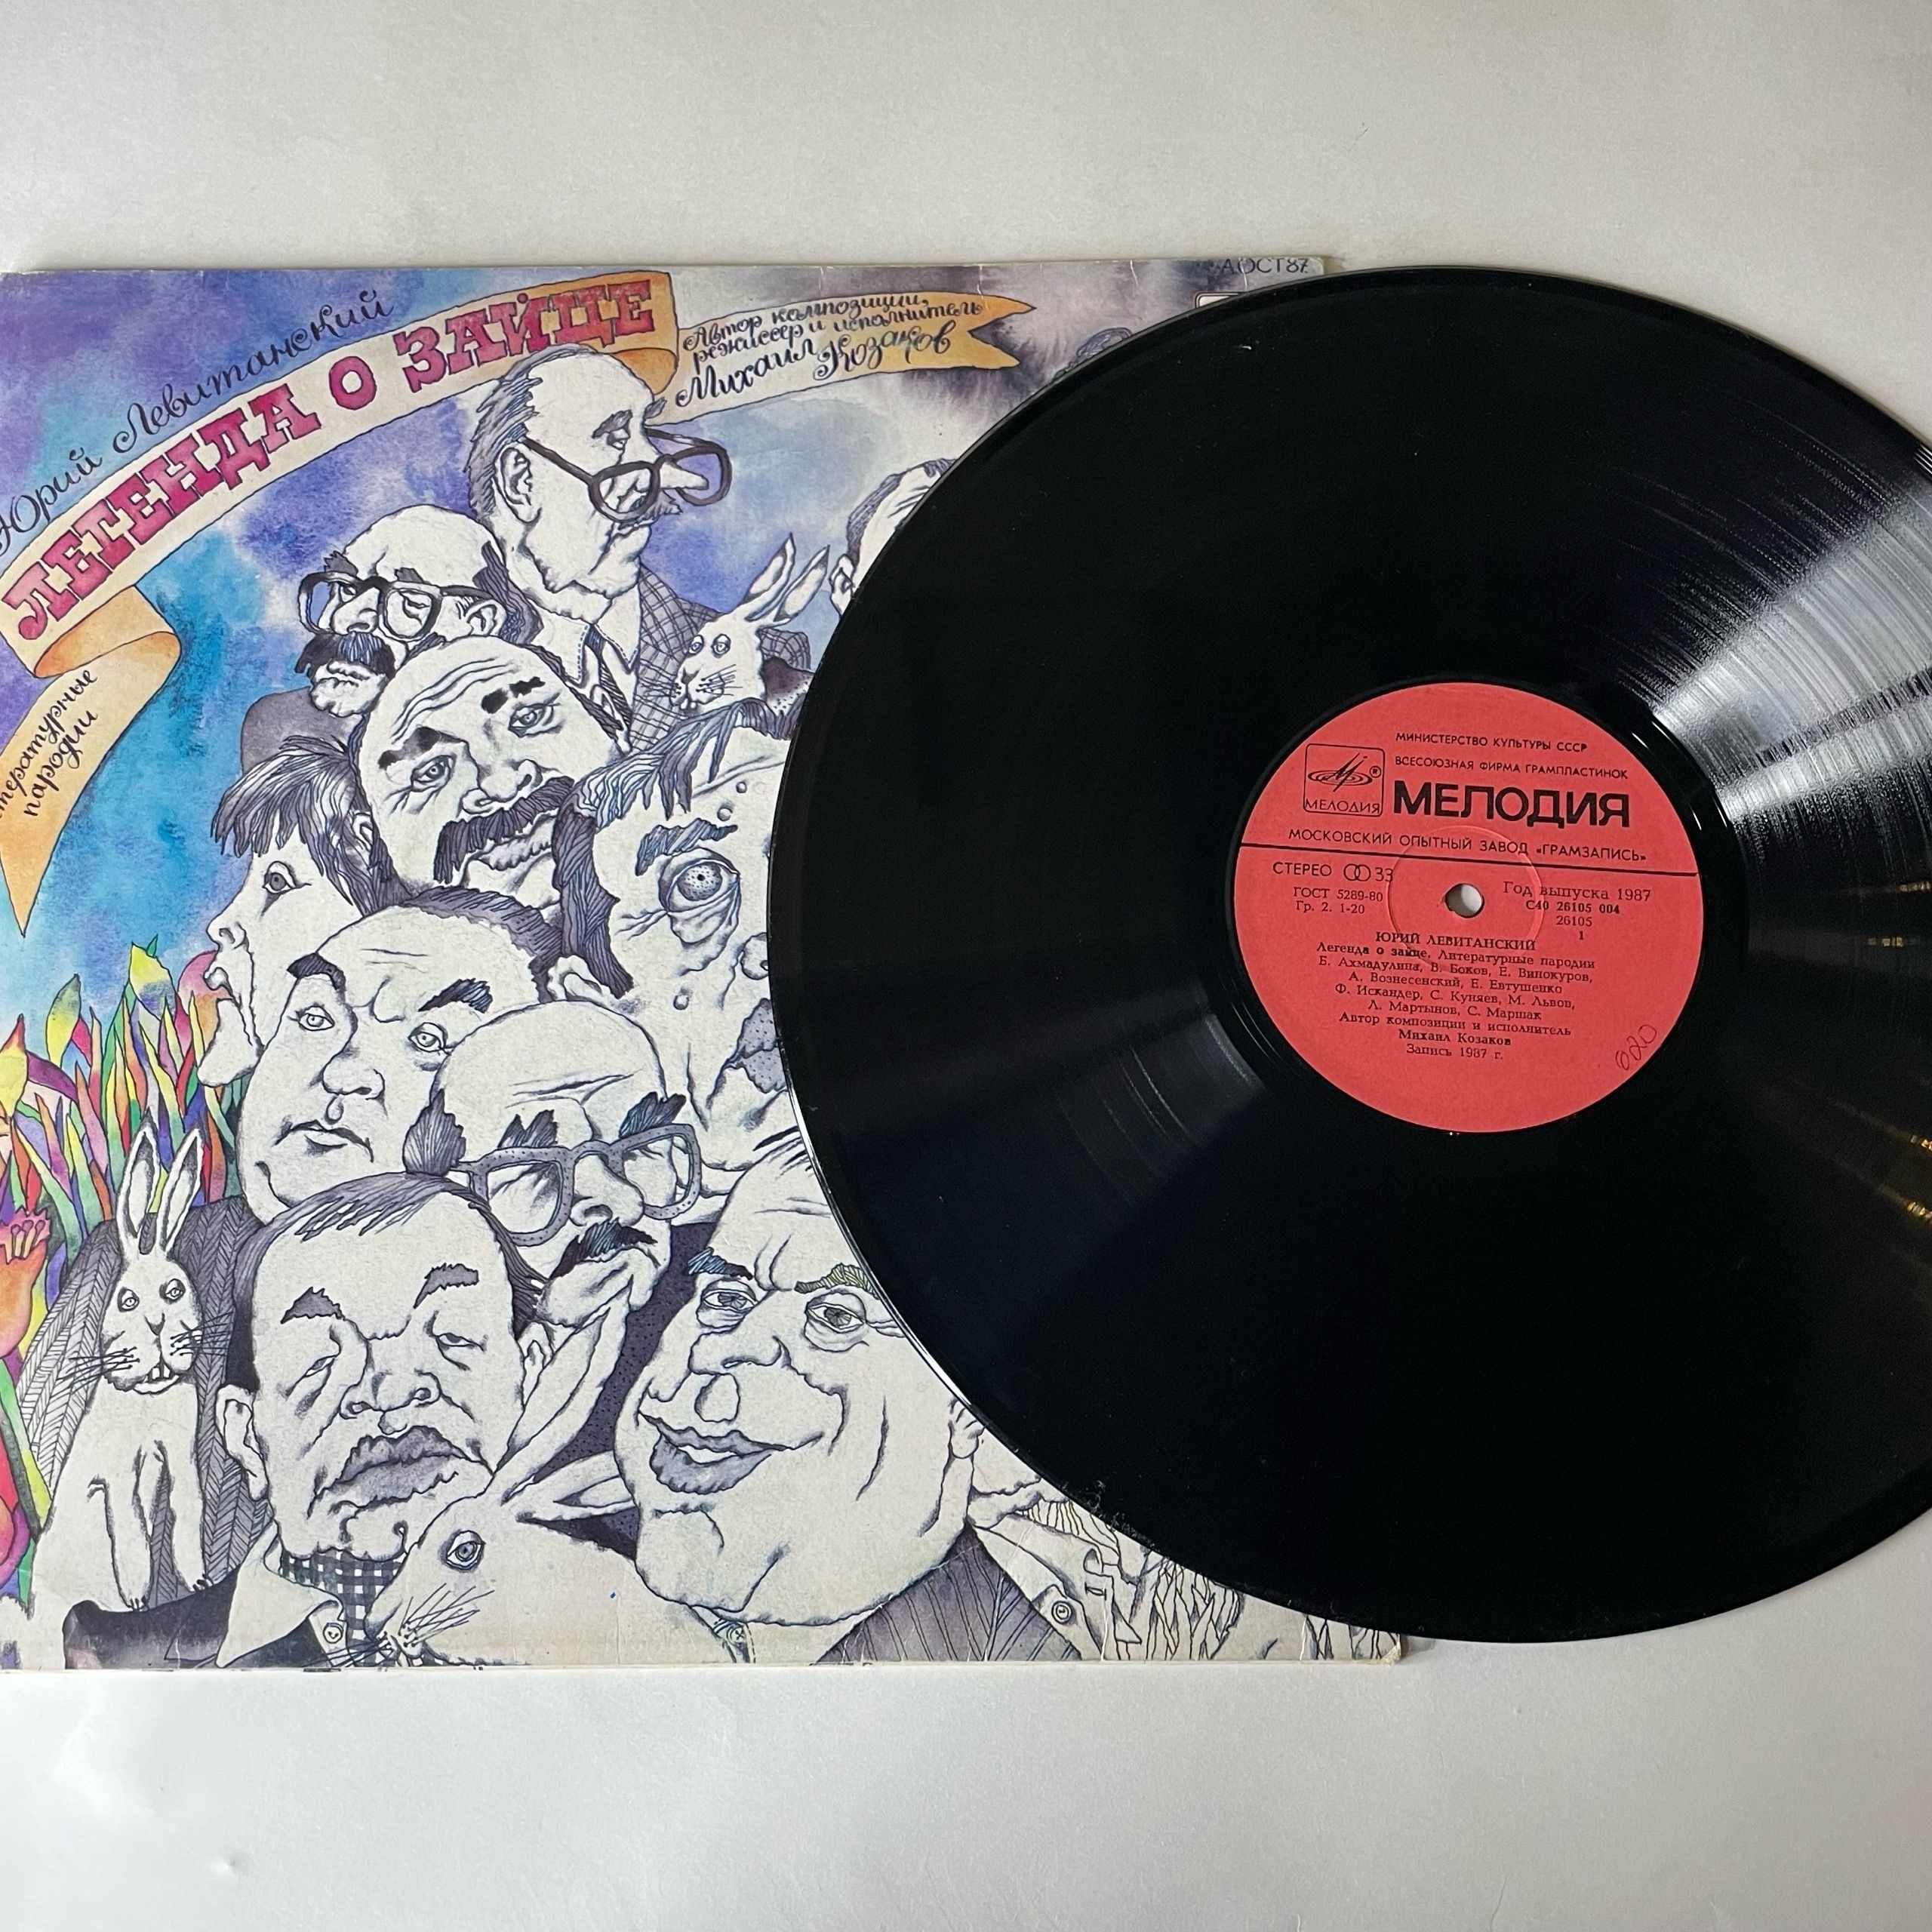 Юрий Левитанский
ЛЕГЕНДА О ЗАЙЦЕ
Автор композиции,
режиссер и исполнитель
Михаил Козаков
пародии
АОСТ87
МИНИСТЕРСТВО КУЛЬТУРЫ СССР
ВСЕСОЮЗНАЯ ФИРМА ГРАМПЛАСТИНОК
МЕЛОДИЯ
МЕЛОДИЯ
МОСКОВСКИЙ ОПЫТНЫЙ ЗАВОД «ГРАМЗАПИСЬ»
СТЕРЕО 33
ГОСТ 5289-80
Гр. 2. 1-20
Год выпуска 1987
С40 26105 004
26105
1
ЮРИЙ ЛЕВИТАНСКИЙ
Легенда о зайце. Литературные пародии
Б. Ахмадулина, В. Боков, Е. Винокуров,
А. Вознесенский, Е. Евтушенко
Ф. Искандер, С. Куняев, М. Львов,
Л. Мартынов, С. Маршак
Автор композиции и исполнитель
Михаил Козаков
Запись 1987 г.
020